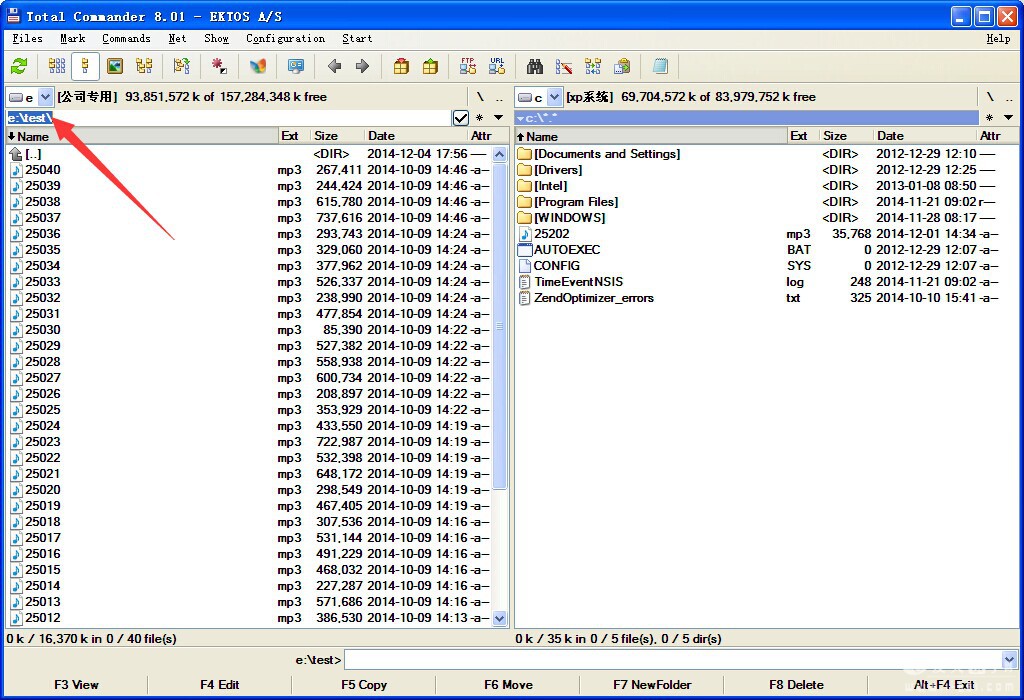 Total Commander 8.01 - EKTOS A/S
Files Mark Commands Net Show Configuration Start Help
FTP URL
e [公司专用] 93,851,572 k of 157,284,348 k free \ ..
c [xp系统] 69,704,572 k of 83,979,752 k free \ ..
e:\test\ * 
c:\*.* *
Name Ext Size Date Attr
[..] <DIR> 2014-12-04 17:56 ----
25040 mp3 267,411 2014-10-09 14:46 -a--
25039 mp3 244,424 2014-10-09 14:46 -a--
25038 mp3 615,780 2014-10-09 14:46 -a--
25037 mp3 737,616 2014-10-09 14:46 -a--
25036 mp3 293,743 2014-10-09 14:24 -a--
25035 mp3 329,060 2014-10-09 14:24 -a--
25034 mp3 377,962 2014-10-09 14:24 -a--
25033 mp3 526,337 2014-10-09 14:24 -a--
25032 mp3 238,990 2014-10-09 14:24 -a--
25031 mp3 477,854 2014-10-09 14:24 -a--
25030 mp3 85,390 2014-10-09 14:22 -a--
25029 mp3 527,382 2014-10-09 14:22 -a--
25028 mp3 558,938 2014-10-09 14:22 -a--
25027 mp3 600,734 2014-10-09 14:22 -a--
25026 mp3 208,897 2014-10-09 14:22 -a--
25025 mp3 353,929 2014-10-09 14:22 -a--
25024 mp3 433,550 2014-10-09 14:19 -a--
25023 mp3 722,987 2014-10-09 14:19 -a--
25022 mp3 532,398 2014-10-09 14:19 -a--
25021 mp3 648,172 2014-10-09 14:19 -a--
25020 mp3 298,549 2014-10-09 14:19 -a--
25019 mp3 467,405 2014-10-09 14:19 -a--
25018 mp3 307,536 2014-10-09 14:16 -a--
25017 mp3 531,144 2014-10-09 14:16 -a--
25016 mp3 491,229 2014-10-09 14:16 -a--
25015 mp3 468,032 2014-10-09 14:16 -a--
25014 mp3 227,287 2014-10-09 14:16 -a--
25013 mp3 571,686 2014-10-09 14:16 -a--
25012 mp3 386,530 2014-10-09 14:13 -a--
0 k / 16,370 k in 0 / 40 file(s)
Name Ext Size Date Attr
[Documents and Settings] <DIR> 2012-12-29 12:10 ----
[Drivers] <DIR> 2012-12-29 12:25 ----
[Intel] <DIR> 2013-01-08 08:50 ----
[Program Files] <DIR> 2014-11-21 09:02 r---
[WINDOWS] <DIR> 2014-11-28 08:17 ----
25202 mp3 35,768 2014-12-01 14:34 -a--
AUTOEXEC BAT 0 2012-12-29 12:07 -a--
CONFIG SYS 0 2012-12-29 12:07 -a--
TimeEventNSIS log 248 2014-11-21 09:02 -a--
ZendOptimizer_errors txt 325 2014-10-10 15:41 -a--
0 k / 35 k in 0 / 5 file(s), 0 / 5 dir(s)
e:\test>
F3 View F4 Edit F5 Copy F6 Move F7 NewFolder F8 Delete Alt+F4 Exit